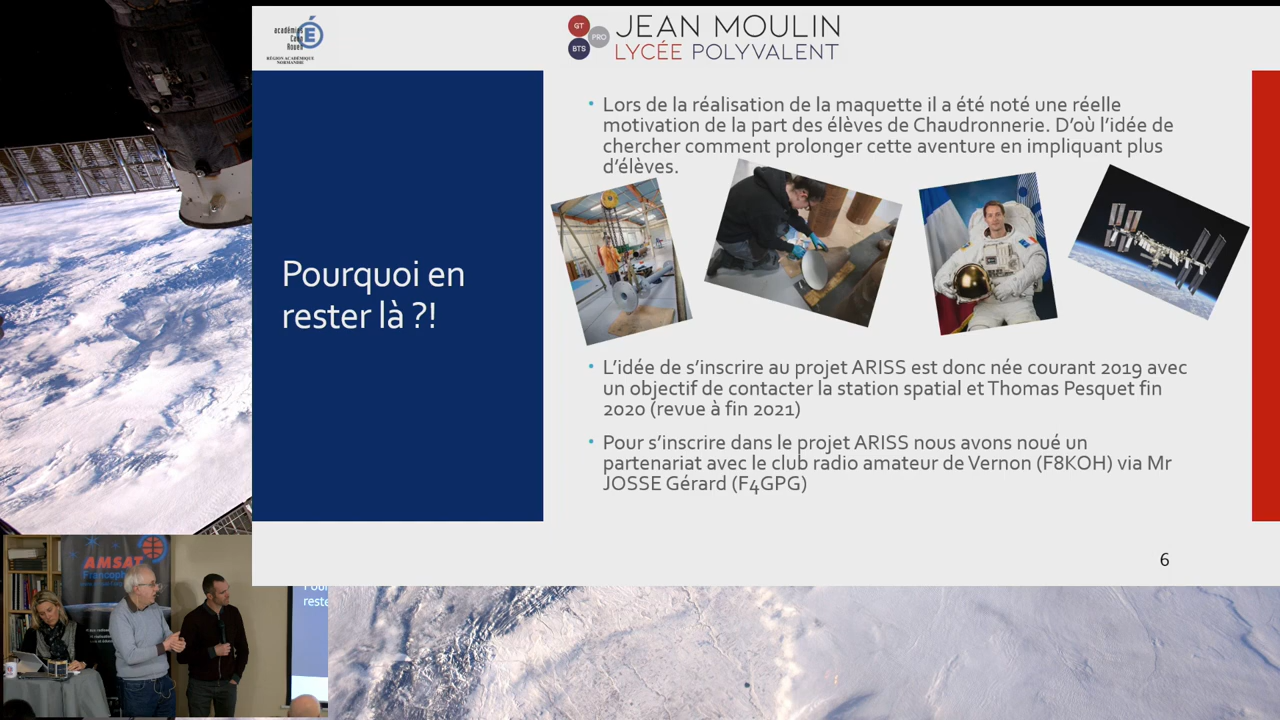 académies
Caen
Rouen
RÉGION ACADÉMIQUE
NORMANDIE
GT
PRO
BTS
JEAN MOULIN
LYCÉE POLYVALENT
Pourquoi en
rester là ?!
• Lors de la réalisation de la maquette il a été noté une réelle
motivation de la part des élèves de Chaudronnerie. D'où l'idée de
chercher comment prolonger cette aventure en impliquant plus
d'élèves.
• L'idée de s'inscrire au projet ARISS est donc née courant 2019 avec
un objectif de contacter la station spatial et Thomas Pesquet fin
2020 (revue à fin 2021)
• Pour s'inscrire dans le projet ARISS nous avons noué un
partenariat avec le club radio amateur de Vernon (F8KOH) via Mr
JOSSE Gérard (F4GPG)
6
AMSAT
Francoph
reste